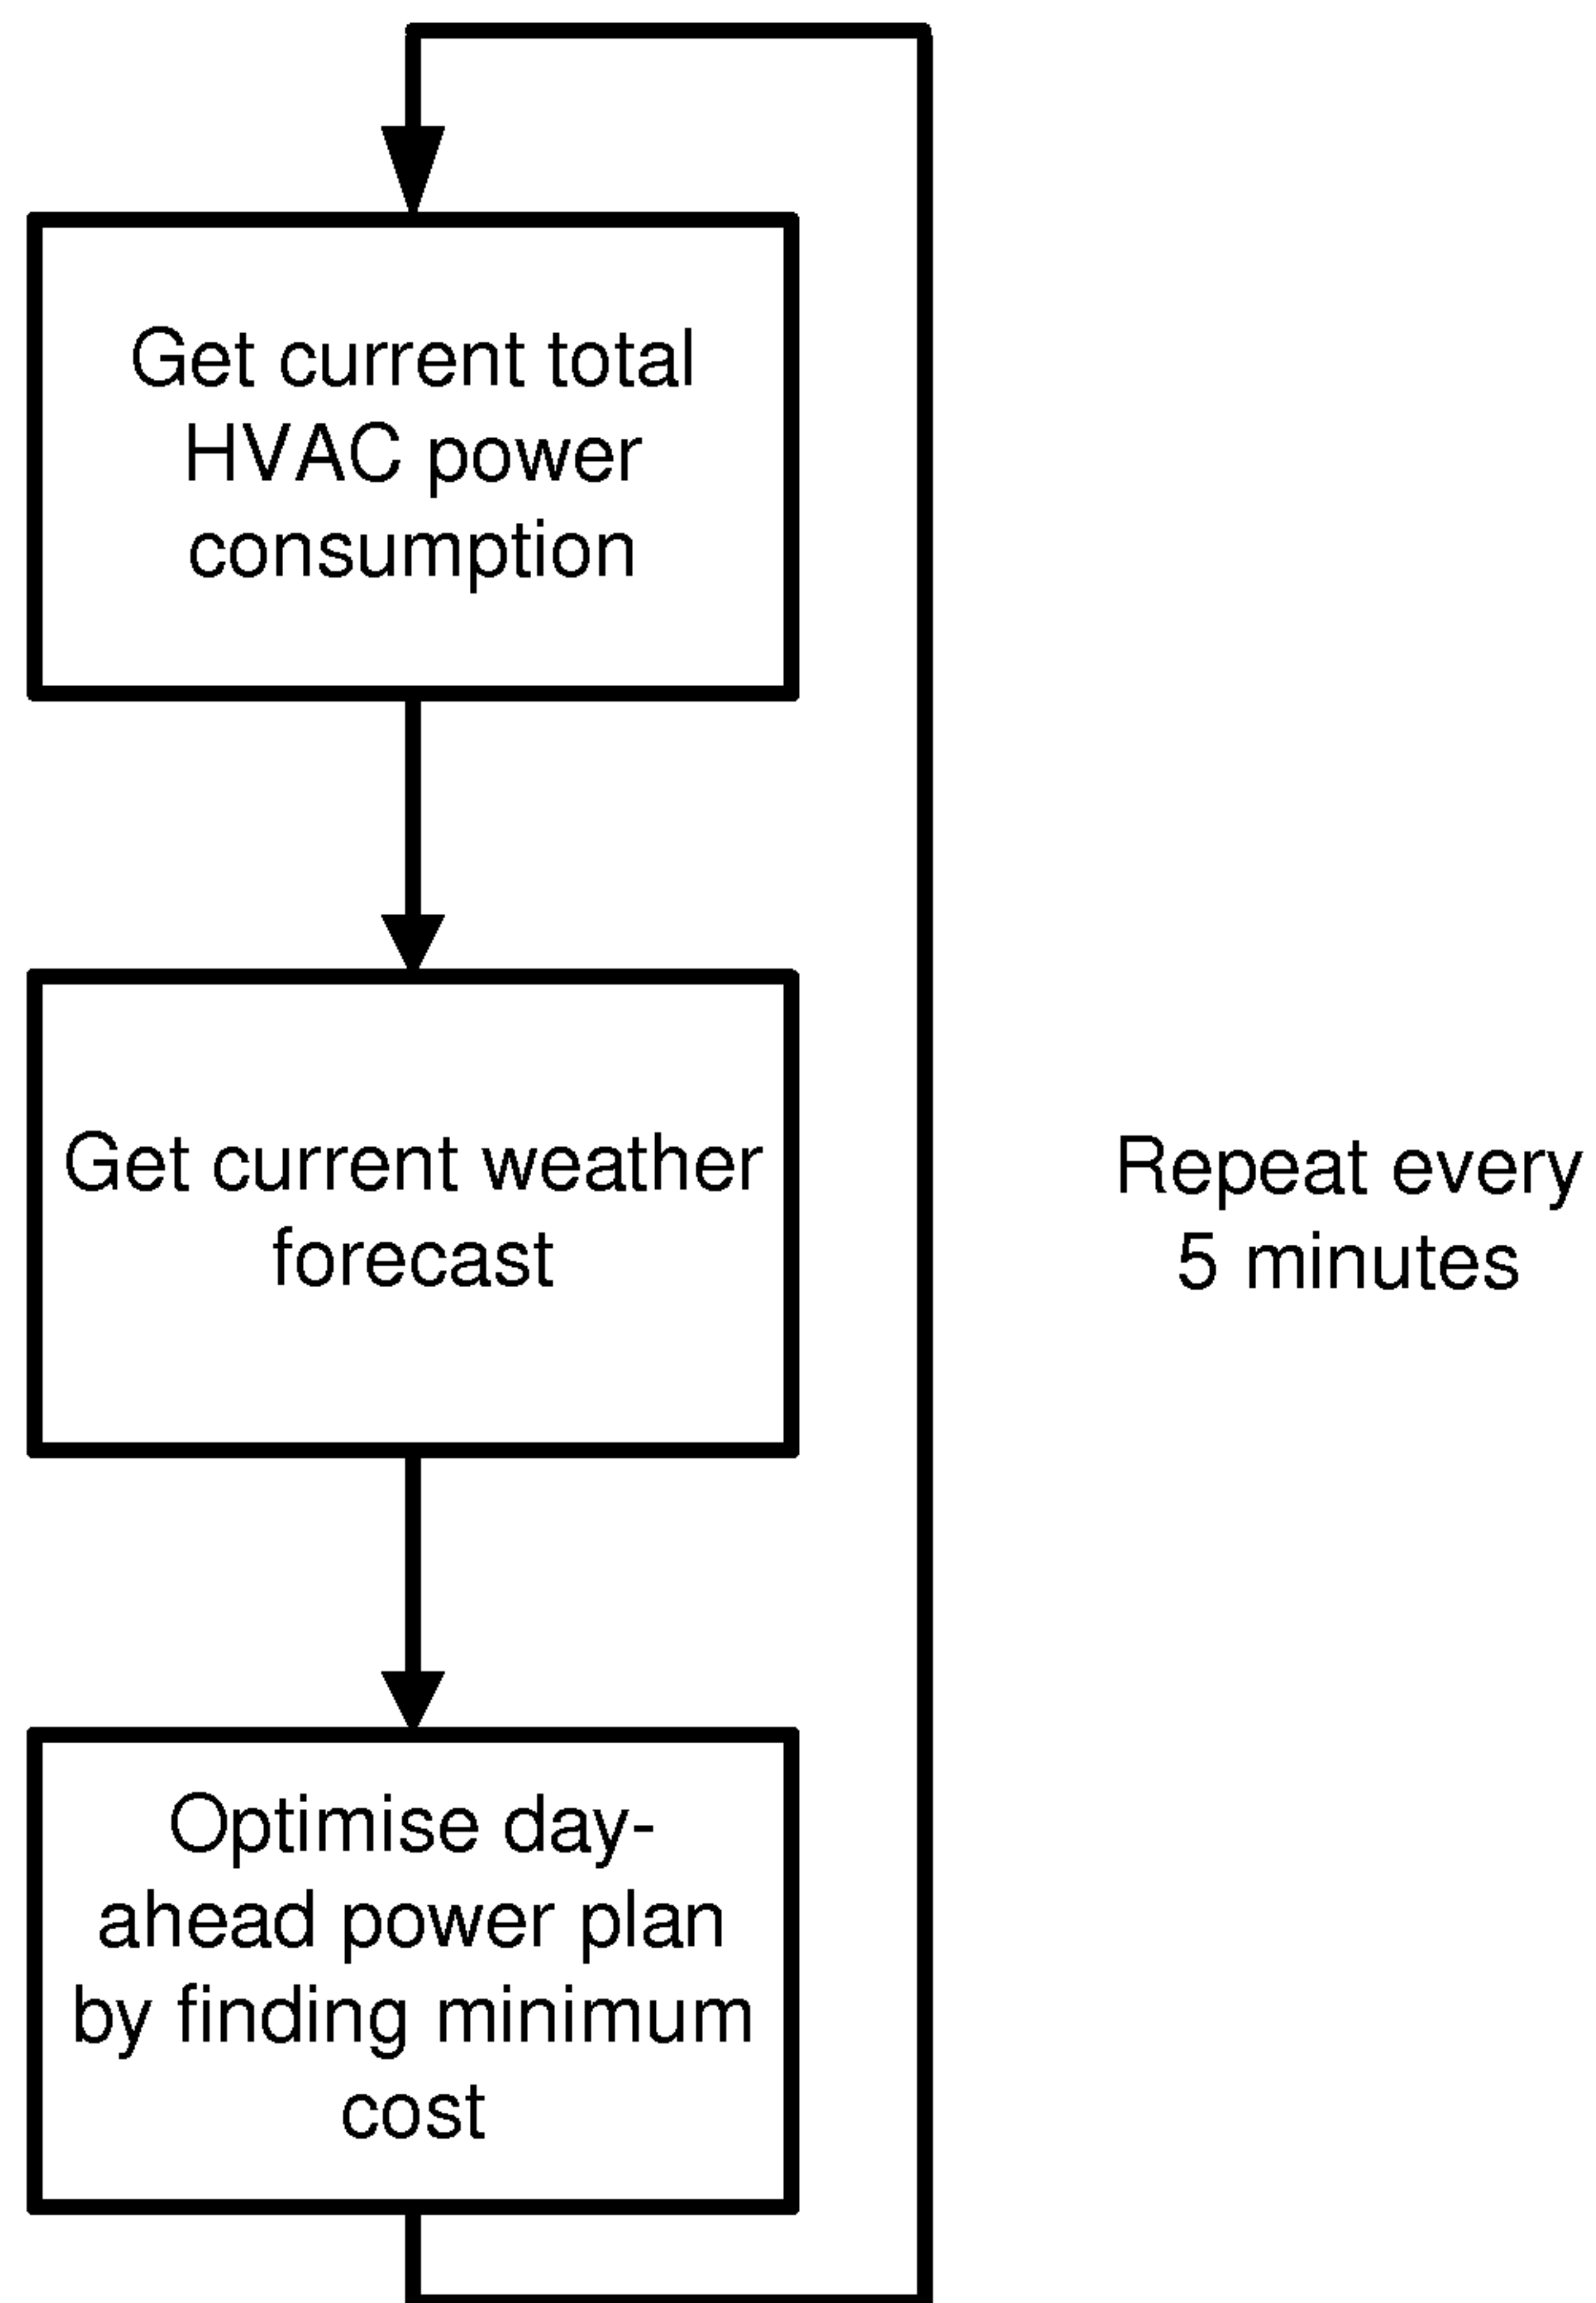 Get current total
HVAC power
consumption
Get current weather
forecast
Repeat every
5 minutes
Optimise day-
ahead power plan
by finding minimum
cost